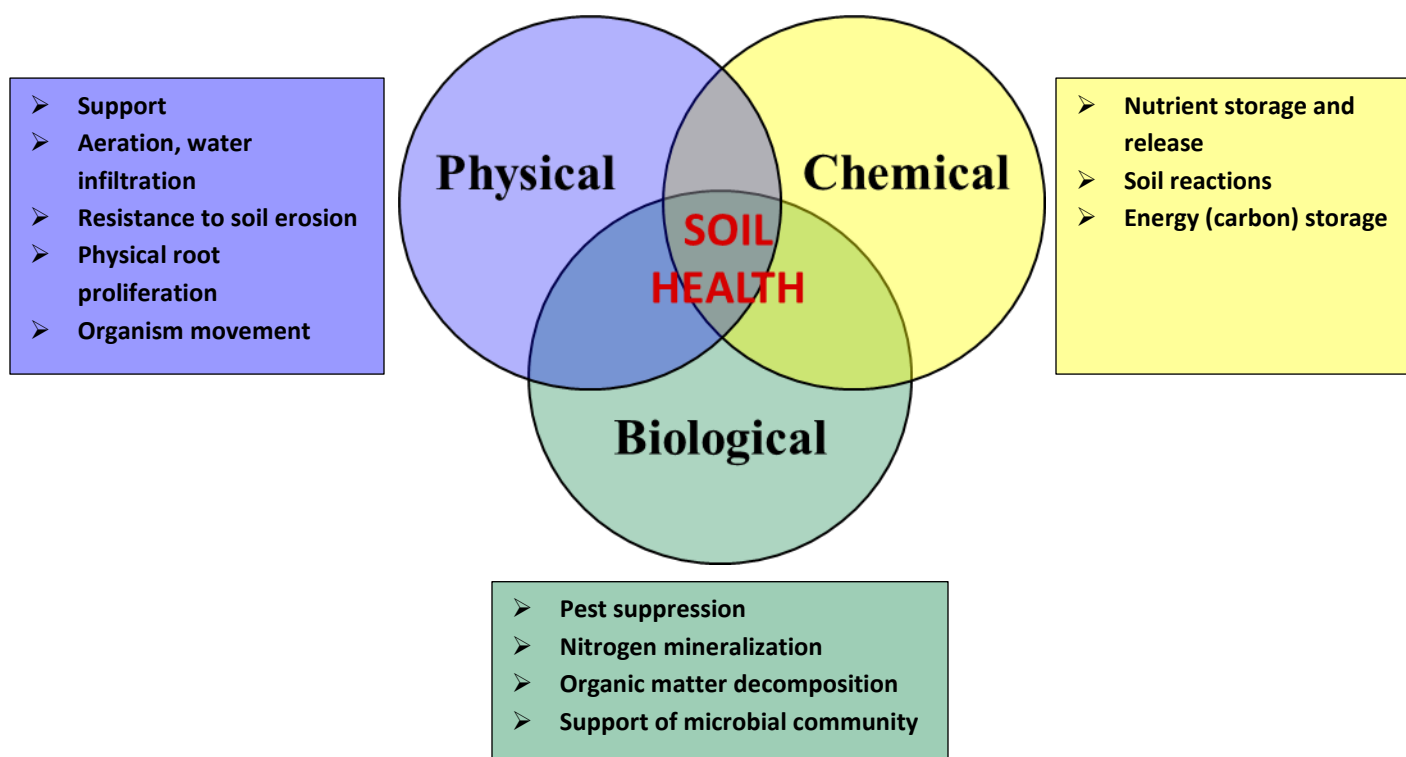 Physical
Chemical
SOIL
HEALTH
Biological
➢ Support
➢ Aeration, water
infiltration
➢ Resistance to soil erosion
➢ Physical root
proliferation
➢ Organism movement
➢ Nutrient storage and
release
➢ Soil reactions
➢ Energy (carbon) storage
➢ Pest suppression
➢ Nitrogen mineralization
➢ Organic matter decomposition
➢ Support of microbial community